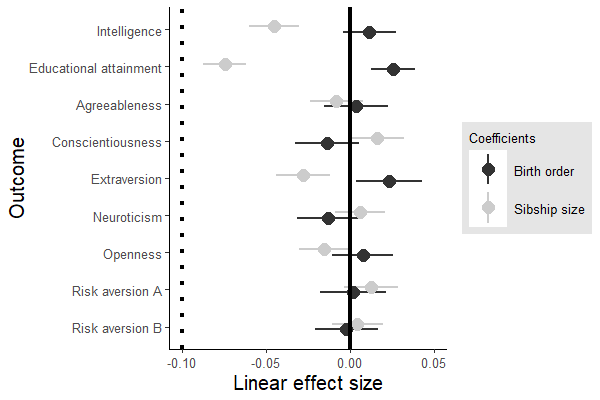 Outcome
Intelligence
Educational attainment
Agreeableness
Conscientiousness
Extraversion
Neuroticism
Openness
Risk aversion A
Risk aversion B
-0.10
-0.05
0.00
0.05
Linear effect size
Coefficients
Birth order
Sibship size